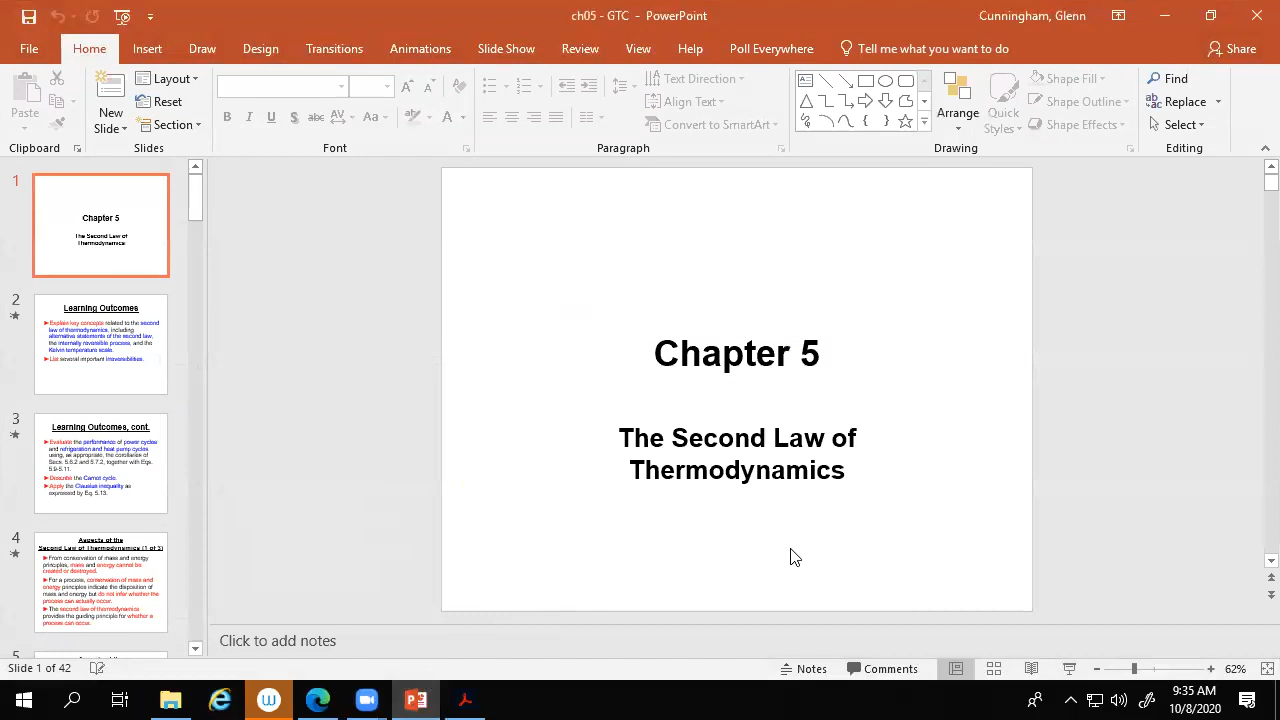 ch05 - GTC - PowerPoint
Cunningham, Glenn
File Home Insert Draw Design Transitions Animations Slide Show Review View Help Poll Everywhere Tell me what you want to do Share
Paste
New
Slide
Layout
Reset
Section
B I U S abc AV Aa A
Text Direction
Align Text
Convert to SmartArt
Arrange
Quick
Styles
Shape Fill
Shape Outline
Shape Effects
Find
Replace
Select
Clipboard Slides Font Paragraph Drawing Editing
1
Chapter 5
The Second Law of
Thermodynamics
2
Learning Outcomes
►Explain key concepts related to the second
law of thermodynamics, including
alternative statements of the second law,
the internally reversible process, and the
Kelvin temperature scale.
►List several important irreversibilities.
3
Learning Outcomes, cont.
►Evaluate the performance of power cycles
and refrigeration and heat pump cycles
using, as appropriate, the corollaries of
Secs. 5.6.2 and 5.7.2, together with Eqs.
5.9-5.11.
►Describe the Carnot cycle.
►Apply the Clausius inequality as
expressed by Eq. 5.13.
4
Aspects of the
Second Law of Thermodynamics (1 of 3)
►From conservation of mass and energy
principles, mass and energy cannot be
created or destroyed.
►For a process, conservation of mass and
energy principles indicate the disposition of
mass and energy but do not infer whether the
process can actually occur.
►The second law of thermodynamics
provides the guiding principle for whether a
process can occur.
5
Chapter 5
The Second Law of
Thermodynamics
Click to add notes
Slide 1 of 42
Notes
Comments
62%
9:35 AM
10/8/2020